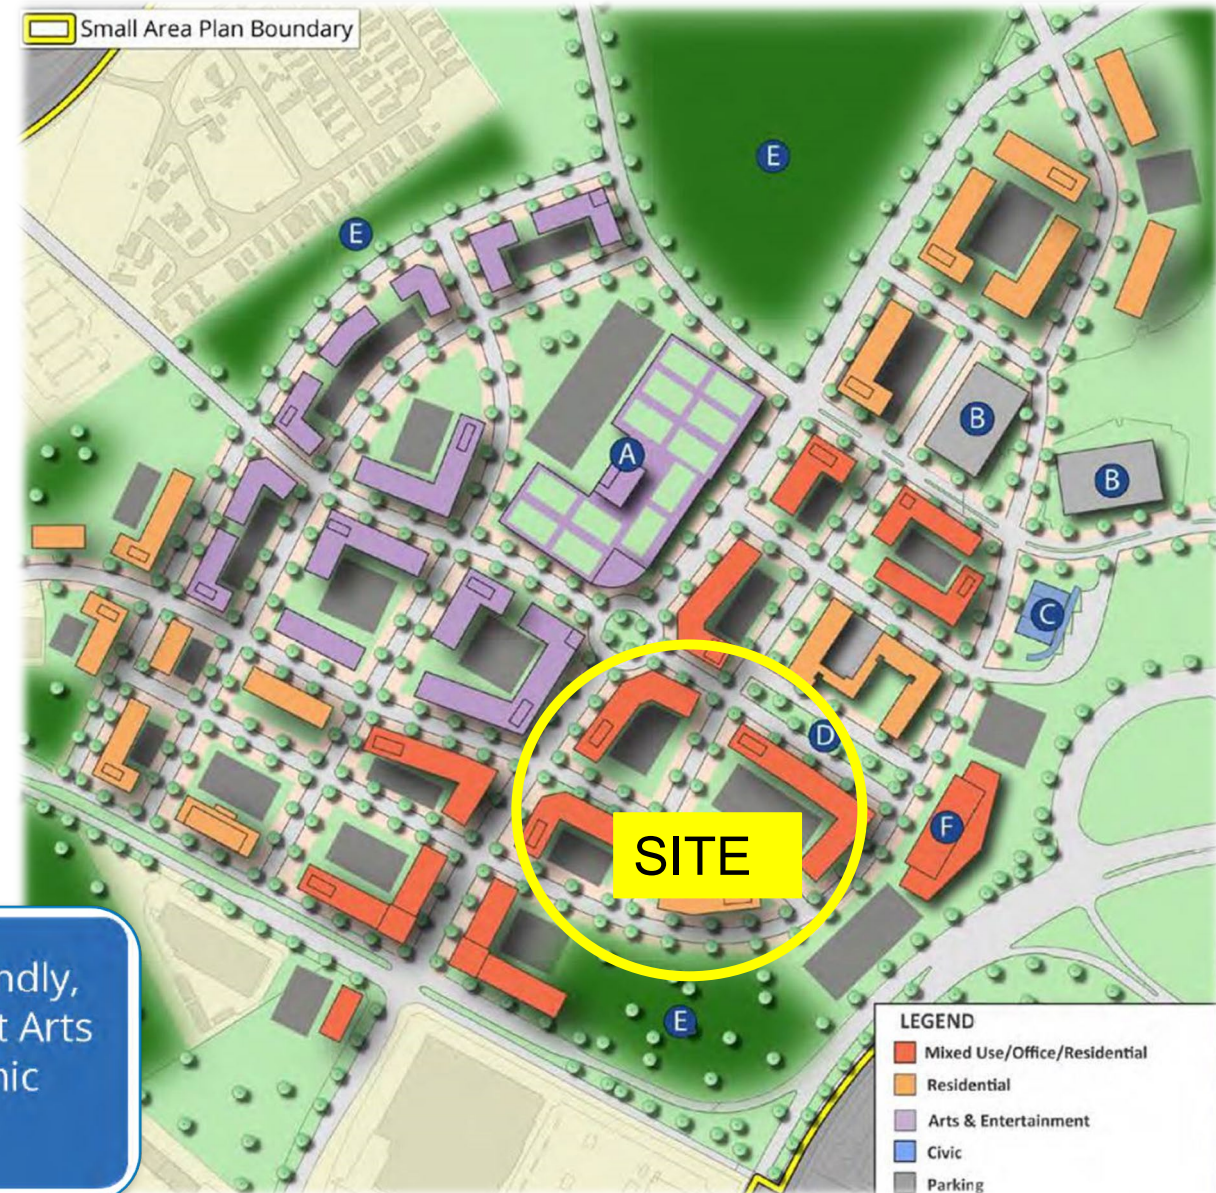 Small Area Plan Boundary
E
E
A
B
B
C
D
SITE
F
E
ndly,
t Arts
nic
LEGEND
Mixed Use/Office/Residential
Residential
Arts & Entertainment
Civic
Parking